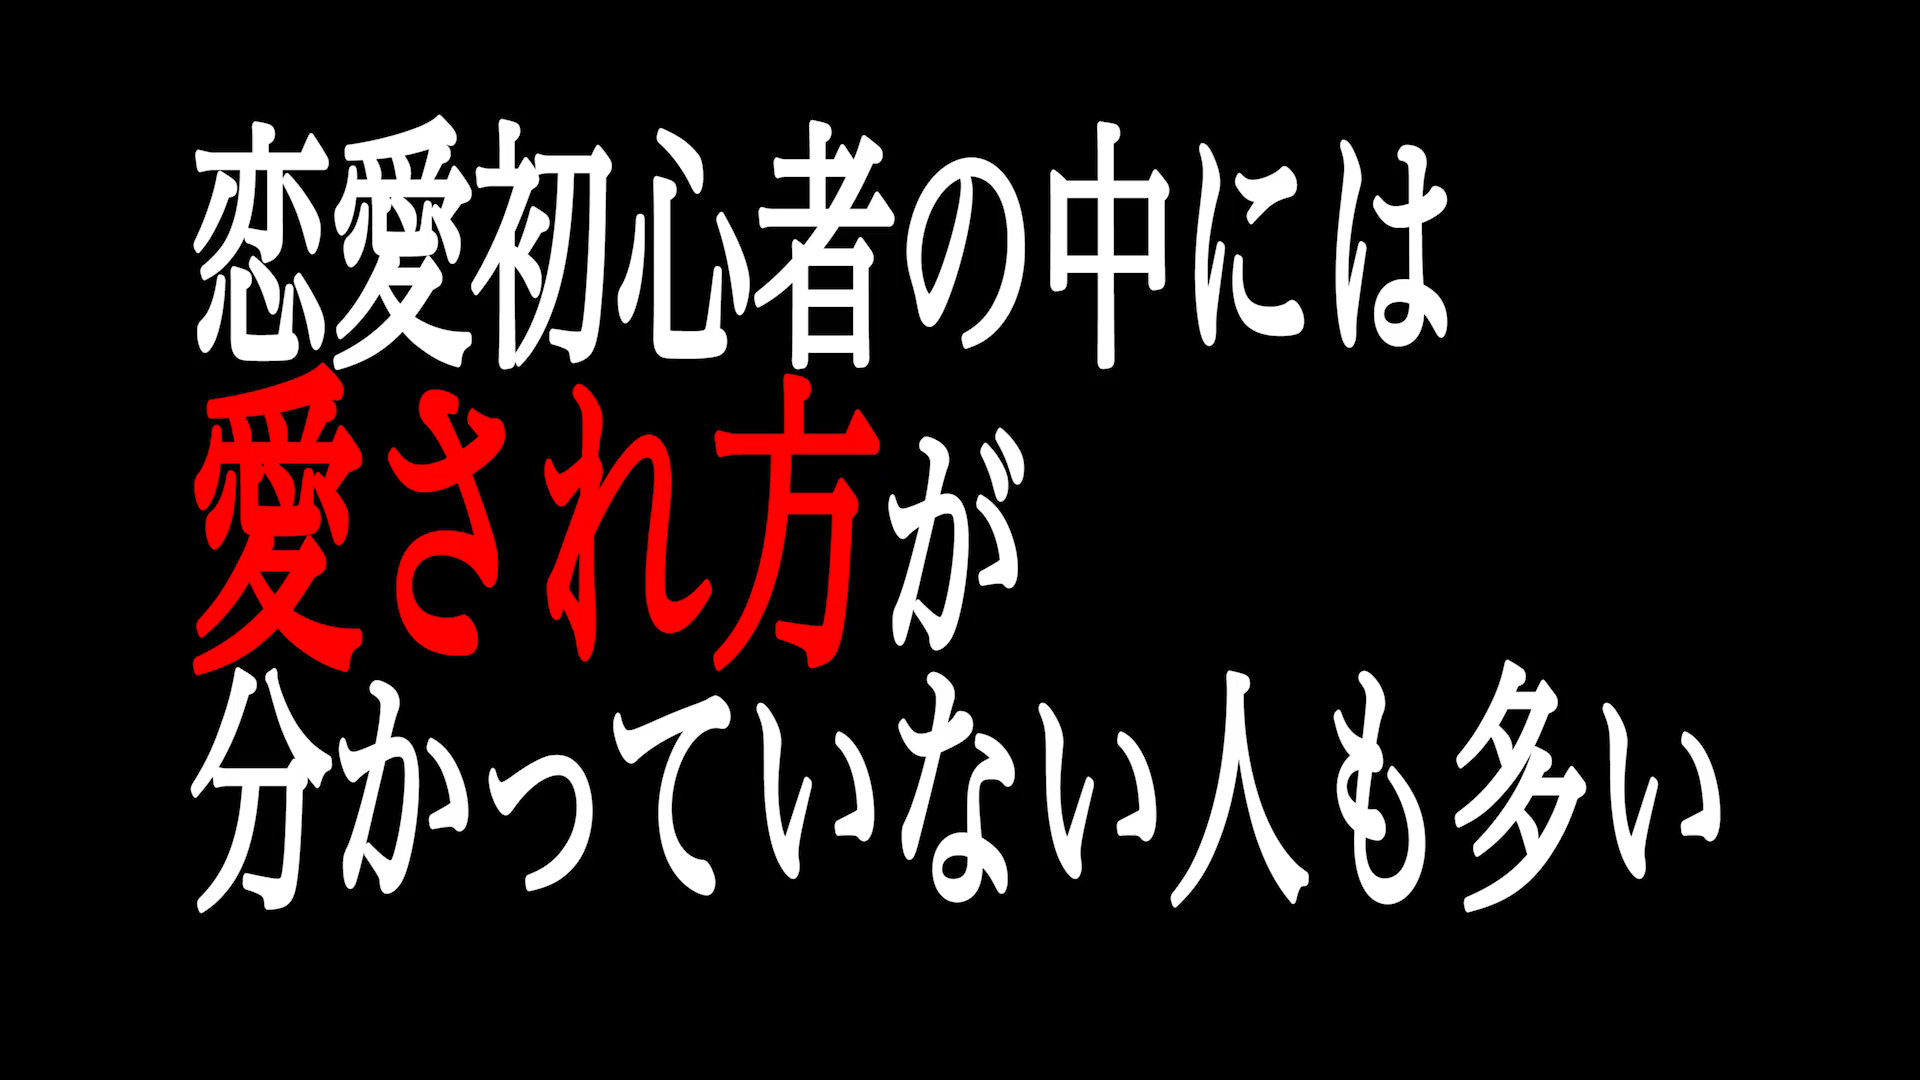 恋愛初心者の中には
愛され方が
分かっていない人も多い